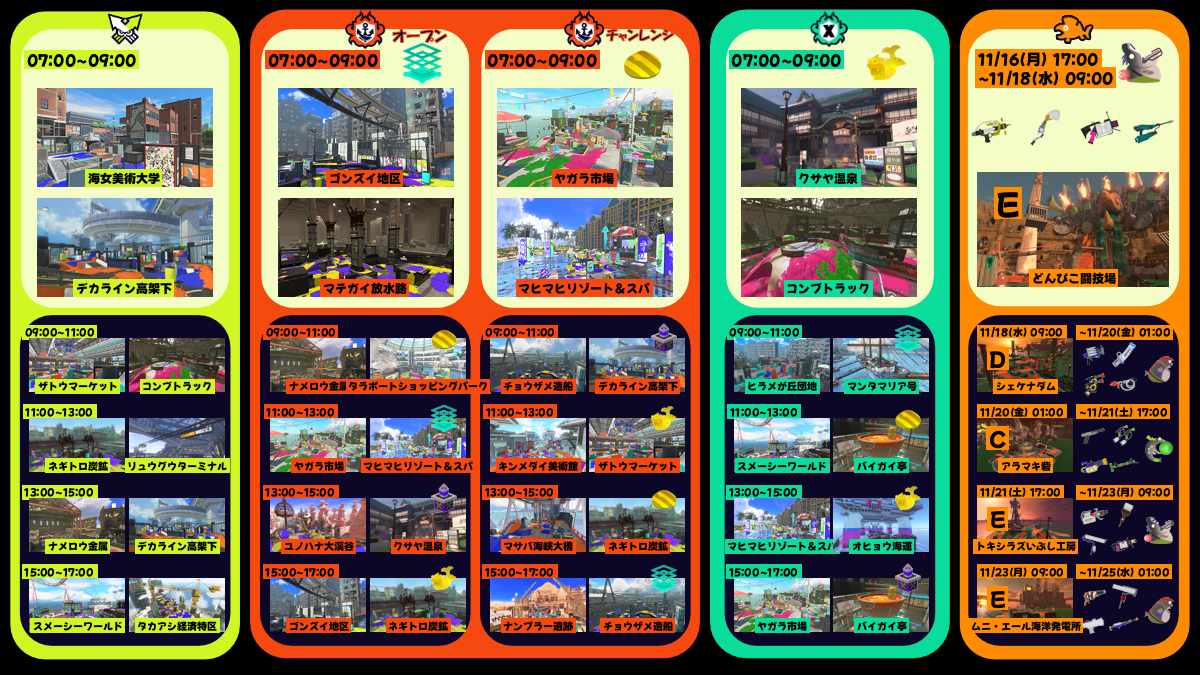 07:00~09:00
海女美術大学
デカライン高架下
09:00~11:00
ザトウマーケット
コンブトラック
11:00~13:00
ネギトロ炭鉱
リュウグウターミナル
13:00~15:00
ナメロウ金属
デカライン高架下
15:00~17:00
スメーシーワールド
タカアシ経済特区
オープン
07:00~09:00
ゴンズイ地区
マテガイ放水路
チャレンジ
07:00~09:00
ヤガラ市場
マヒマヒリゾート&スパ
09:00~11:00
ナメロウ金属
タラポートショッピングパーク
09:00~11:00
チョウザメ造船
デカライン高架下
11:00~13:00
ヤガラ市場
マヒマヒリゾート&スパ
11:00~13:00
キンメダイ美術館
ザトウマーケット
13:00~15:00
ユノハナ大渓谷
クサヤ温泉
13:00~15:00
マサバ海峡大橋
ネギトロ炭鉱
15:00~17:00
ゴンズイ地区
ネギトロ炭鉱
15:00~17:00
ナンプラー遺跡
チョウザメ造船
X
07:00~09:00
クサヤ温泉
コンブトラック
09:00~11:00
ヒラメが丘団地
マンタマリア号
11:00~13:00
スメーシーワールド
バイガイ亭
13:00~15:00
マヒマヒリゾート&スパ
オヒョウ海運
15:00~17:00
ヤガラ市場
バイガイ亭
11/16(月) 17:00
~11/18(水) 09:00
E
どんぴこ闘技場
11/18(水) 09:00
~11/20(金) 01:00
D
シェケナダム
11/20(金) 01:00
~11/21(土) 17:00
C
アラマキ砦
11/21(土) 17:00
~11/23(月) 09:00
E
トキシラズいぶし工房
11/23(月) 09:00
~11/25(水) 01:00
E
ムニ・エール海洋発電所